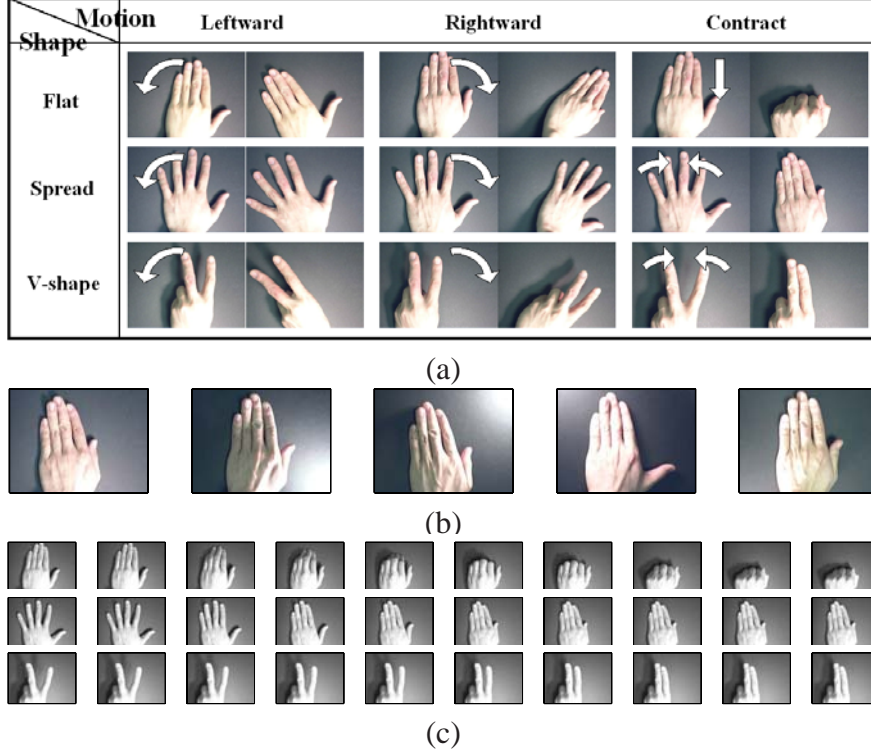 Motion Leftward Rightward Contract
Shape
Flat
Spread
V-shape
(a)
(b)
(c)